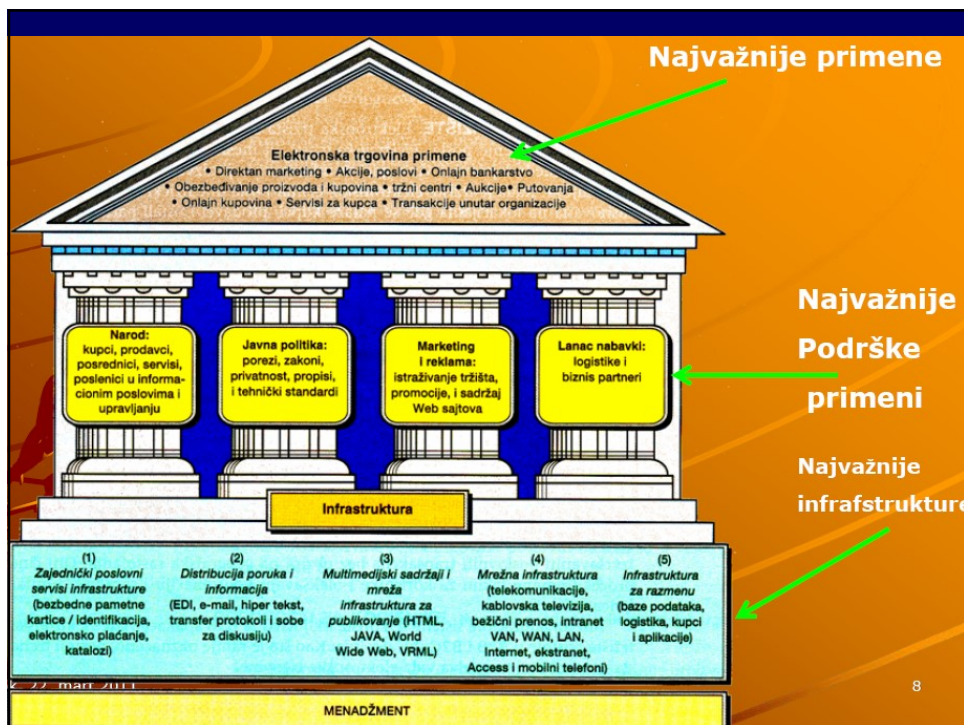 Najvažnije primene
Elektronska trgovina primene
• Direktan marketing • Akcije, poslovi • Onlajn bankarstvo
• Obezbeđivanje proizvoda i kupovina • tržni centri • Aukcije• Putovanja
• Onlajn kupovina • Servisi za kupca • Transakcije unutar organizacije
Narod:
kupci, prodavci,
posrednici, servisi,
poslenici u informa-
cionim poslovima i
upravljanju
Javna politika:
porezi, zakoni,
privatnost, propisi,
i tehnički standardi
Marketing
i reklama:
istraživanje tržišta,
promocije, i sadržaj
Web sajtova
Lanac nabavki:
logistike i
biznis partneri
Najvažnije
Podrške
primeni
Infrastruktura
Najvažnije
infrafstrukture
(1)
Zajednički poslovni
servisi infrastrukture
(bezbedne pametne
kartice / identifikacija,
elektronsko plaćanje,
katalozi)
(2)
Distribucija poruka i
informacija
(EDI, e-mail, hiper tekst,
transfer protokoli i sobe
za diskusiju)
(3)
Multimedijski sadržaji i
mreža
infrastruktura za
publikovanje (HTML,
JAVA, World
Wide Web, VRML)
(4)
Mrežna infrastruktura
(telekomunikacije,
kablovska televizija,
bežični prenos, intranet
VAN, WAN, LAN,
Internet, ekstranet,
Access i mobilni telefoni)
(5)
Infrastruktura
za razmenu
(baze podataka,
logistika, kupci
i aplikacije)
22. mart 2011
8
MENADŽMENT